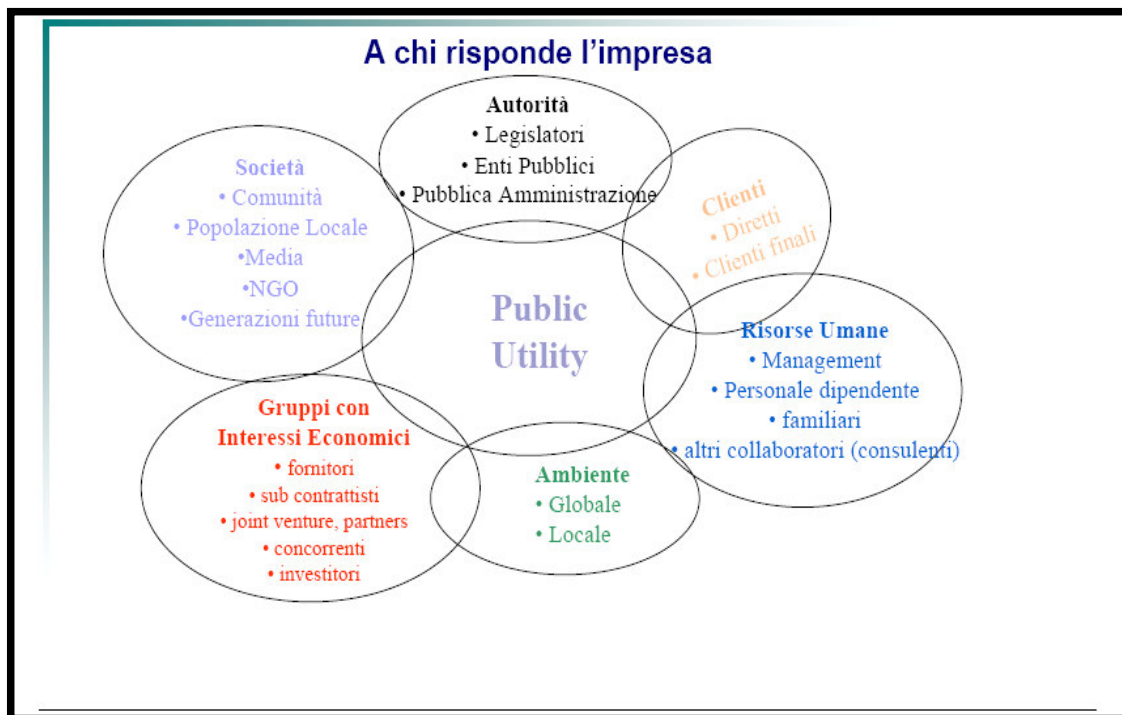 A chi risponde l'impresa
Autorità
• Legislatori
• Enti Pubblici
• Pubblica Amministrazione
Società
• Comunità
• Popolazione Locale
•Media
•NGO
•Generazioni future
Clienti
• Diretti
• Clienti finali
Public
Utility
Risorse Umane
• Management
• Personale dipendente
• familiari
• altri collaboratori (consulenti)
Gruppi con
Interessi Economici
• fornitori
• sub contrattisti
• joint venture, partners
• concorrenti
• investitori
Ambiente
• Globale
• Locale